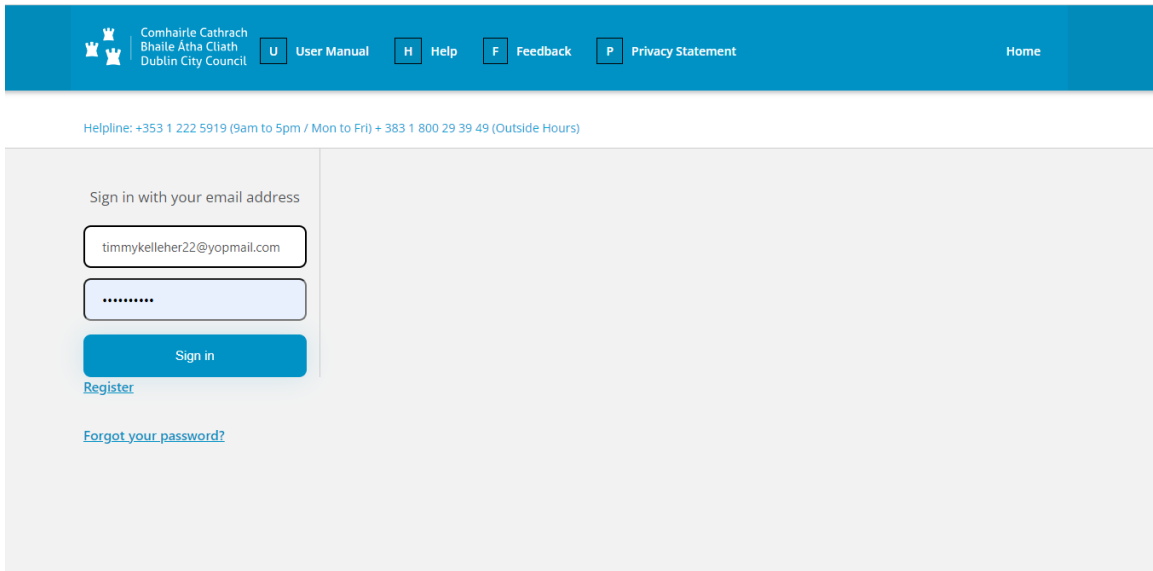 Comhairle Cathrach
Bhaile Átha Cliath
Dublin City Council
U User Manual H Help F Feedback P Privacy Statement Home
Helpline: +353 1 222 5919 (9am to 5pm / Mon to Fri) + 383 1 800 29 39 49 (Outside Hours)
Sign in with your email address
timmykelleher22@yopmail.com
••••••••••
Sign in
Register
Forgot your password?